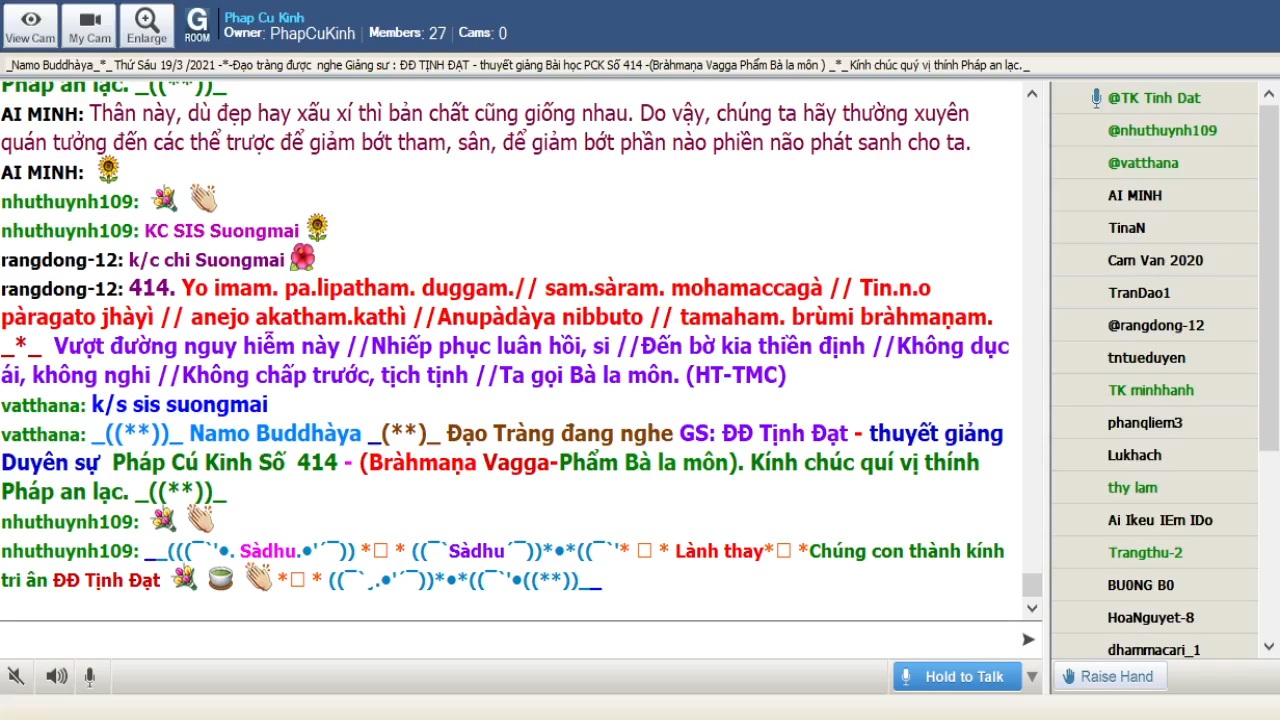 View Cam
My Cam
Enlarge
G
ROOM
Phap Cu Kinh
Owner: PhapCuKinh | Members: 27 | Cams: 0
_Namo Buddhàya_*_ Thứ Sáu 19/3 /2021 -*-Đạo tràng được nghe Giảng sư : ĐĐ TỊNH ĐẠT - thuyết giảng Bài học PCK Số 414 -(Bràhmaṇa Vagga Phẩm Bà la môn ) _*_ Kính chúc quý vị thính Pháp an lạc._
Pháp an lạc. _((**))_
AI MINH: Thân này, dù đẹp hay xấu xí thì bản chất cũng giống nhau. Do vậy, chúng ta hãy thường xuyên
quán tưởng đến các thể trược để giảm bớt tham, sân, để giảm bớt phần nào phiền não phát sanh cho ta.
AI MINH:
nhuthuynh109:
nhuthuynh109: KC SIS Suongmai
rangdong-12: k/c chi Suongmai
rangdong-12: 414. Yo imam. pa.lipatham. duggam.// sam.sàram. mohamaccagà // Tin.n.o
pàragato jhàyì // anejo akatham.kathì //Anupàdàya nibbuto // tamaham. brùmi bràhmaṇam.
_*_ Vượt đường nguy hiễm này //Nhiếp phục luân hồi, si //Đến bờ kia thiền định //Không dục
ái, không nghi //Không chấp trước, tịch tịnh //Ta gọi Bà la môn. (HT-TMC)
vatthana: k/s sis suongmai
vatthana: _((**))_ Namo Buddhàya _(**)_ Đạo Tràng đang nghe GS: ĐĐ Tịnh Đạt - thuyết giảng
Duyên sự Pháp Cú Kinh Số 414 - (Bràhmaṇa Vagga-Phẩm Bà la môn). Kính chúc quí vị thính
Pháp an lạc. _((**))_
nhuthuynh109:
nhuthuynh109: __(((¯`'•. Sàdhu.•'´¯)) *□ * ((¯`Sàdhu´¯))*•*((¯`'* □ * Lành thay*□ *Chúng con thành kính
tri ân ĐĐ Tịnh Đạt *□ * ((¯`¸.•'´¯))*•*((¯`'•((**))__
Hold to Talk
@TK Tinh Dat
@nhuthuynh109
@vatthana
AI MINH
TinaN
Cam Van 2020
TranDao1
@rangdong-12
tntueduyen
TK minhhanh
phanqliem3
Lukhach
thy lam
Ai Ikeu IEm IDo
Trangthu-2
BU0NG B0
HoaNguyet-8
dhammacari_1
Raise Hand